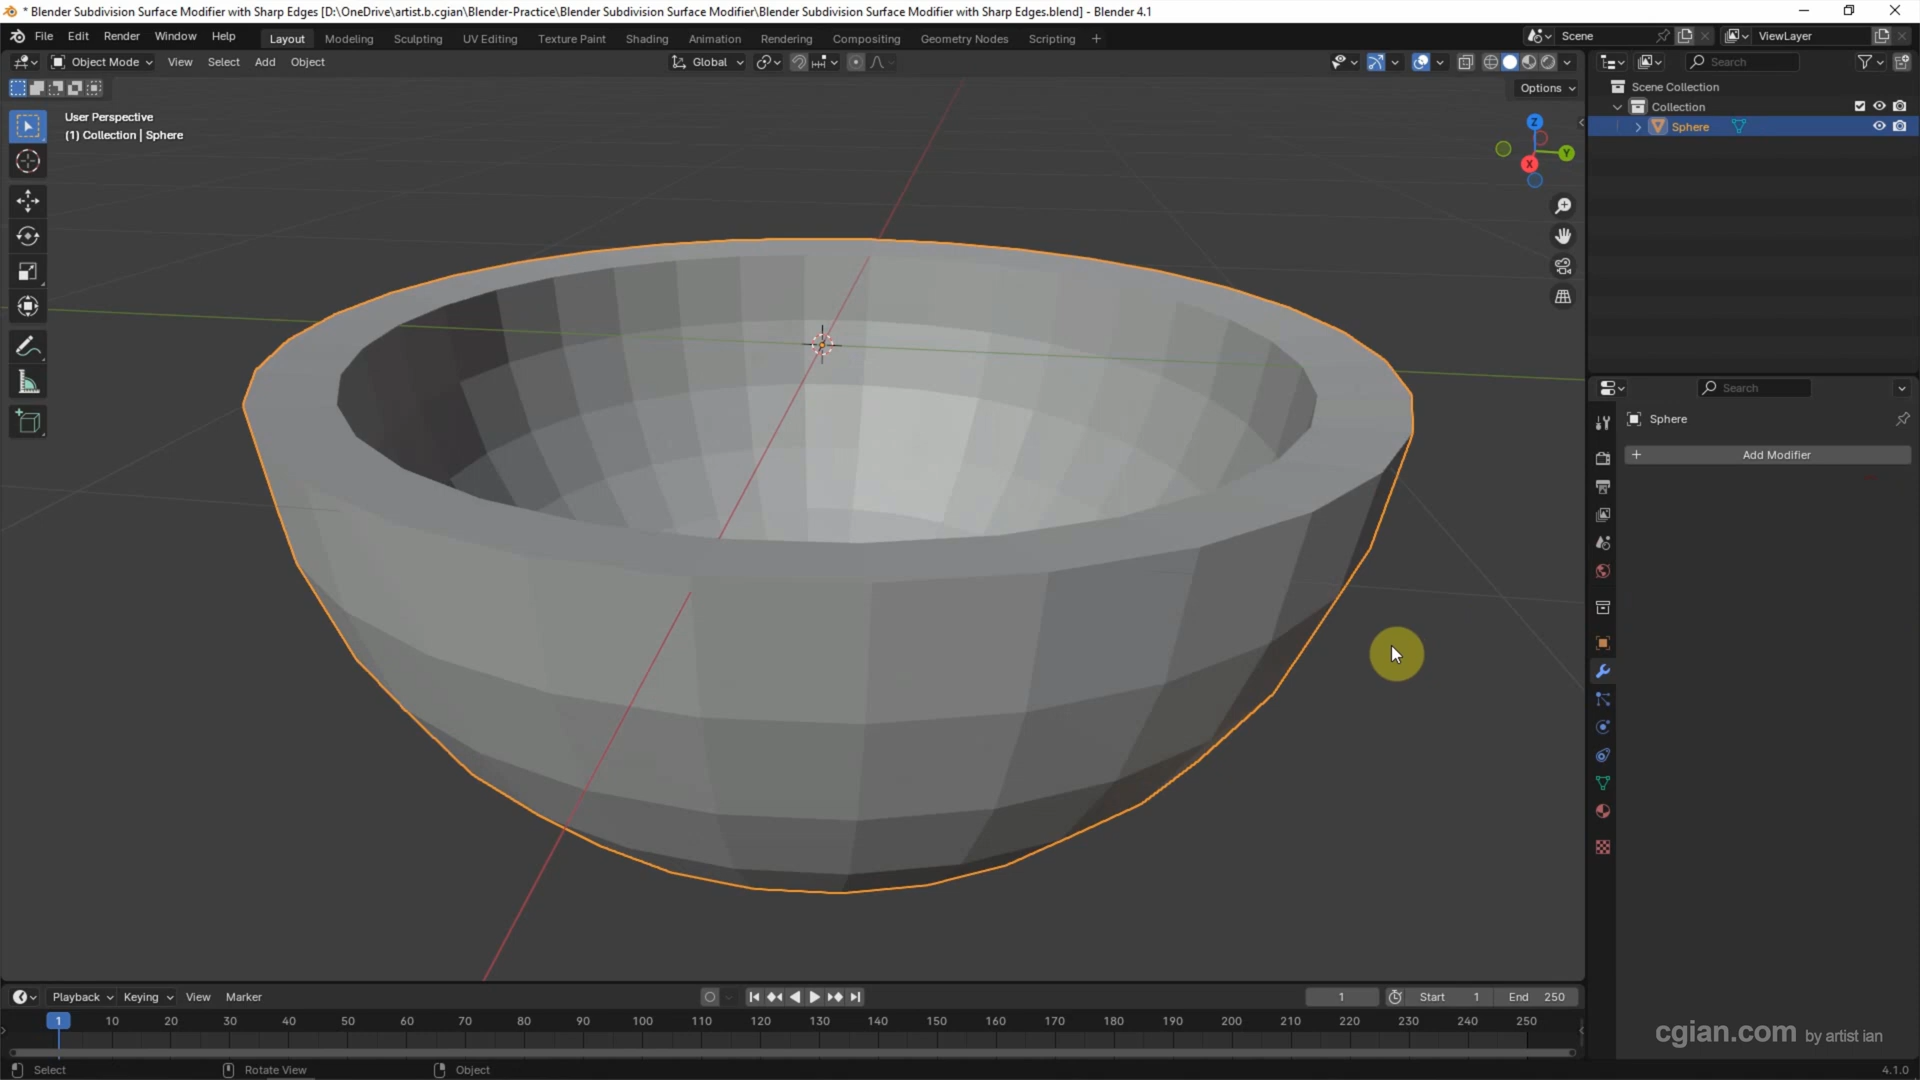 * Blender Subdivision Surface Modifier with Sharp Edges [D:\OneDrive\artist.b.cgian\Blender-Practice\Blender Subdivision Surface Modifier\Blender Subdivision Surface Modifier with Sharp Edges.blend] - Blender 4.1
File Edit Render Window Help Layout Modeling Sculpting UV Editing Texture Paint Shading Animation Rendering Compositing Geometry Nodes Scripting + Scene ViewLayer
Object Mode View Select Add Object Global Search
Options
Scene Collection
Collection
Sphere
User Perspective
(1) Collection | Sphere
Z
Y
X
Search
Sphere
+ Add Modifier
Playback Keying View Marker 1 Start 1 End 250
1 10 20 30 40 50 60 70 80 90 100 110 120 130 140 150 160 170 180 190 200 210 220 230 240 250
cgian.com by artist ian
Select Rotate View Object 4.1.0